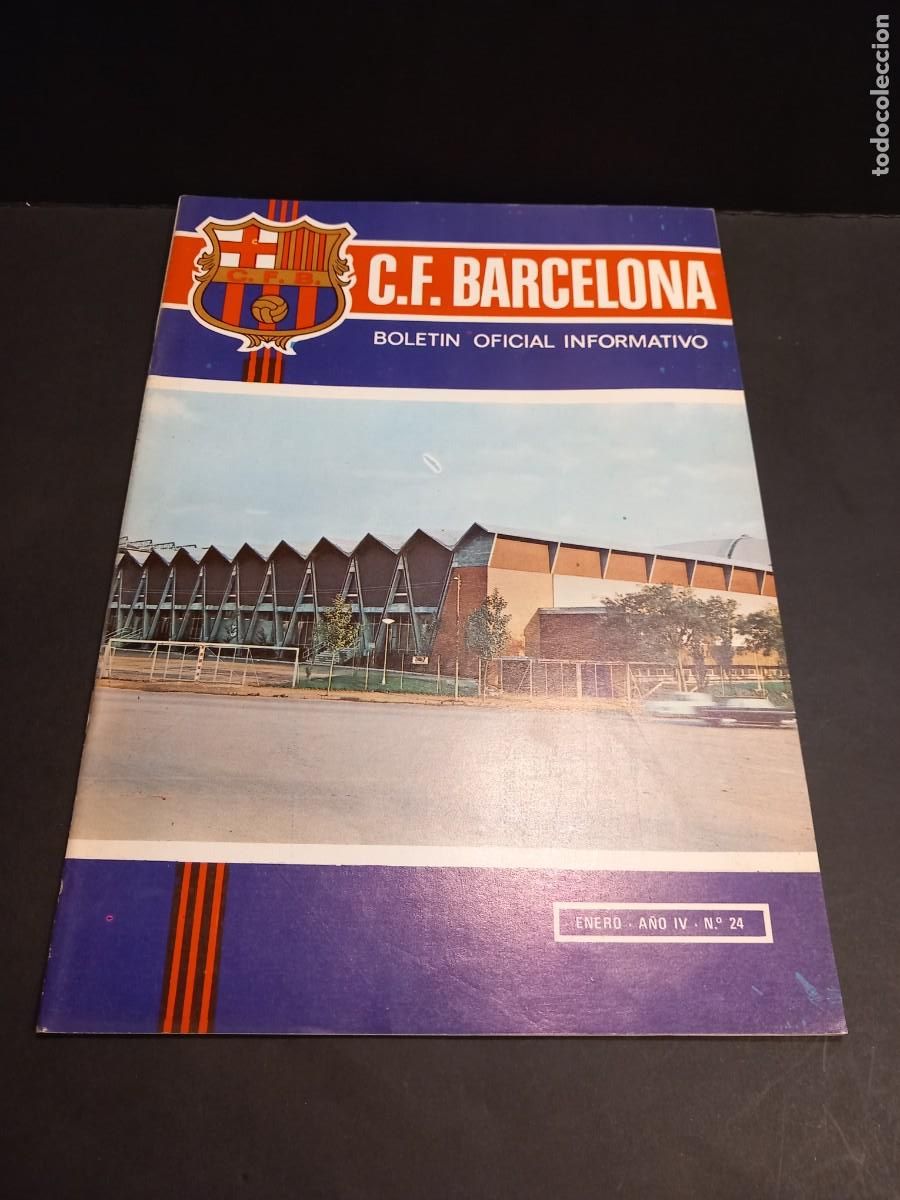 todocoleccion
C.F.B.
C.F. BARCELONA
BOLETIN OFICIAL INFORMATIVO
ENERO · AÑO IV · N.º 24